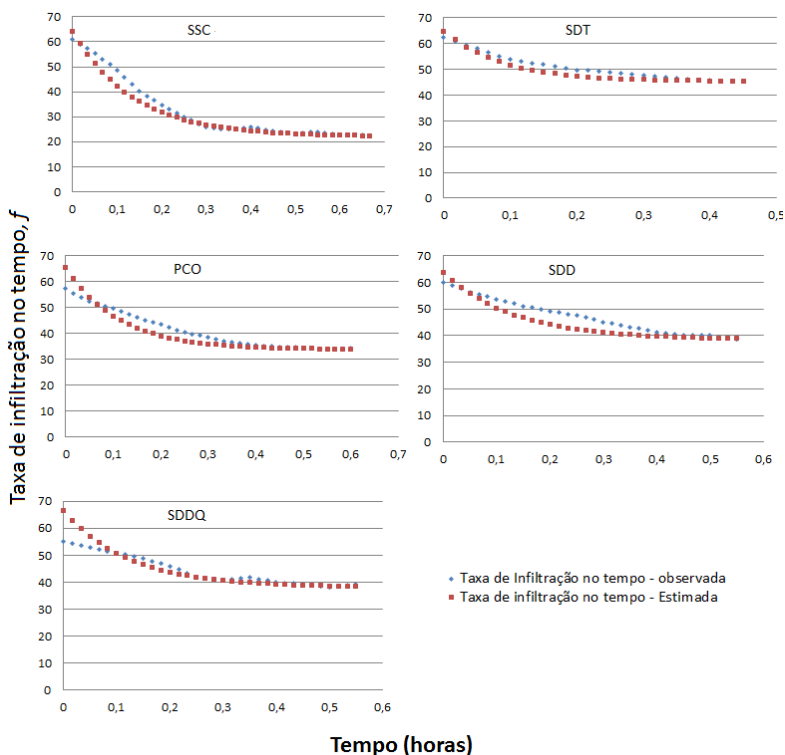 SSC
70
60
50
40
30
20
10
0
0 0,1 0,2 0,3 0,4 0,5 0,6 0,7
SDT
70
60
50
40
30
20
10
0
0 0,1 0,2 0,3 0,4 0,5
PCO
70
60
50
40
30
20
10
0
0 0,1 0,2 0,3 0,4 0,5 0,6 0,7
SDD
70
60
50
40
30
20
10
0
0 0,1 0,2 0,3 0,4 0,5 0,6
SDDQ
70
60
50
40
30
20
10
0
0 0,1 0,2 0,3 0,4 0,5 0,6
Taxa de infiltração no tempo, f
Taxa de Infiltração no tempo - observada
Taxa de infiltração no tempo - Estimada
Tempo (horas)